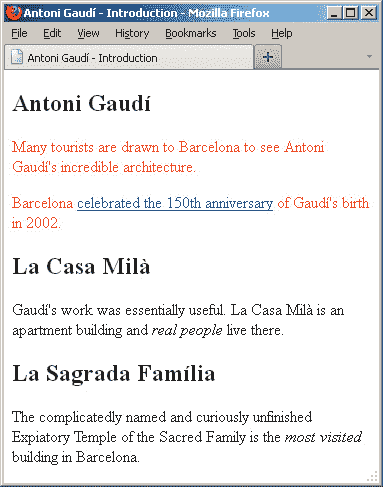 Antoni Gaudí - Introduction - Mozilla Firefox
File Edit View History Bookmarks Tools Help
Antoni Gaudí - Introduction
Antoni Gaudí
Many tourists are drawn to Barcelona to see Antoni
Gaudí's incredible architecture.
Barcelona celebrated the 150th anniversary of Gaudí's birth
in 2002.
La Casa Milà
Gaudí's work was essentially useful. La Casa Milà is an
apartment building and real people live there.
La Sagrada Família
The complicatedly named and curiously unfinished
Expiatory Temple of the Sacred Family is the most visited
building in Barcelona.